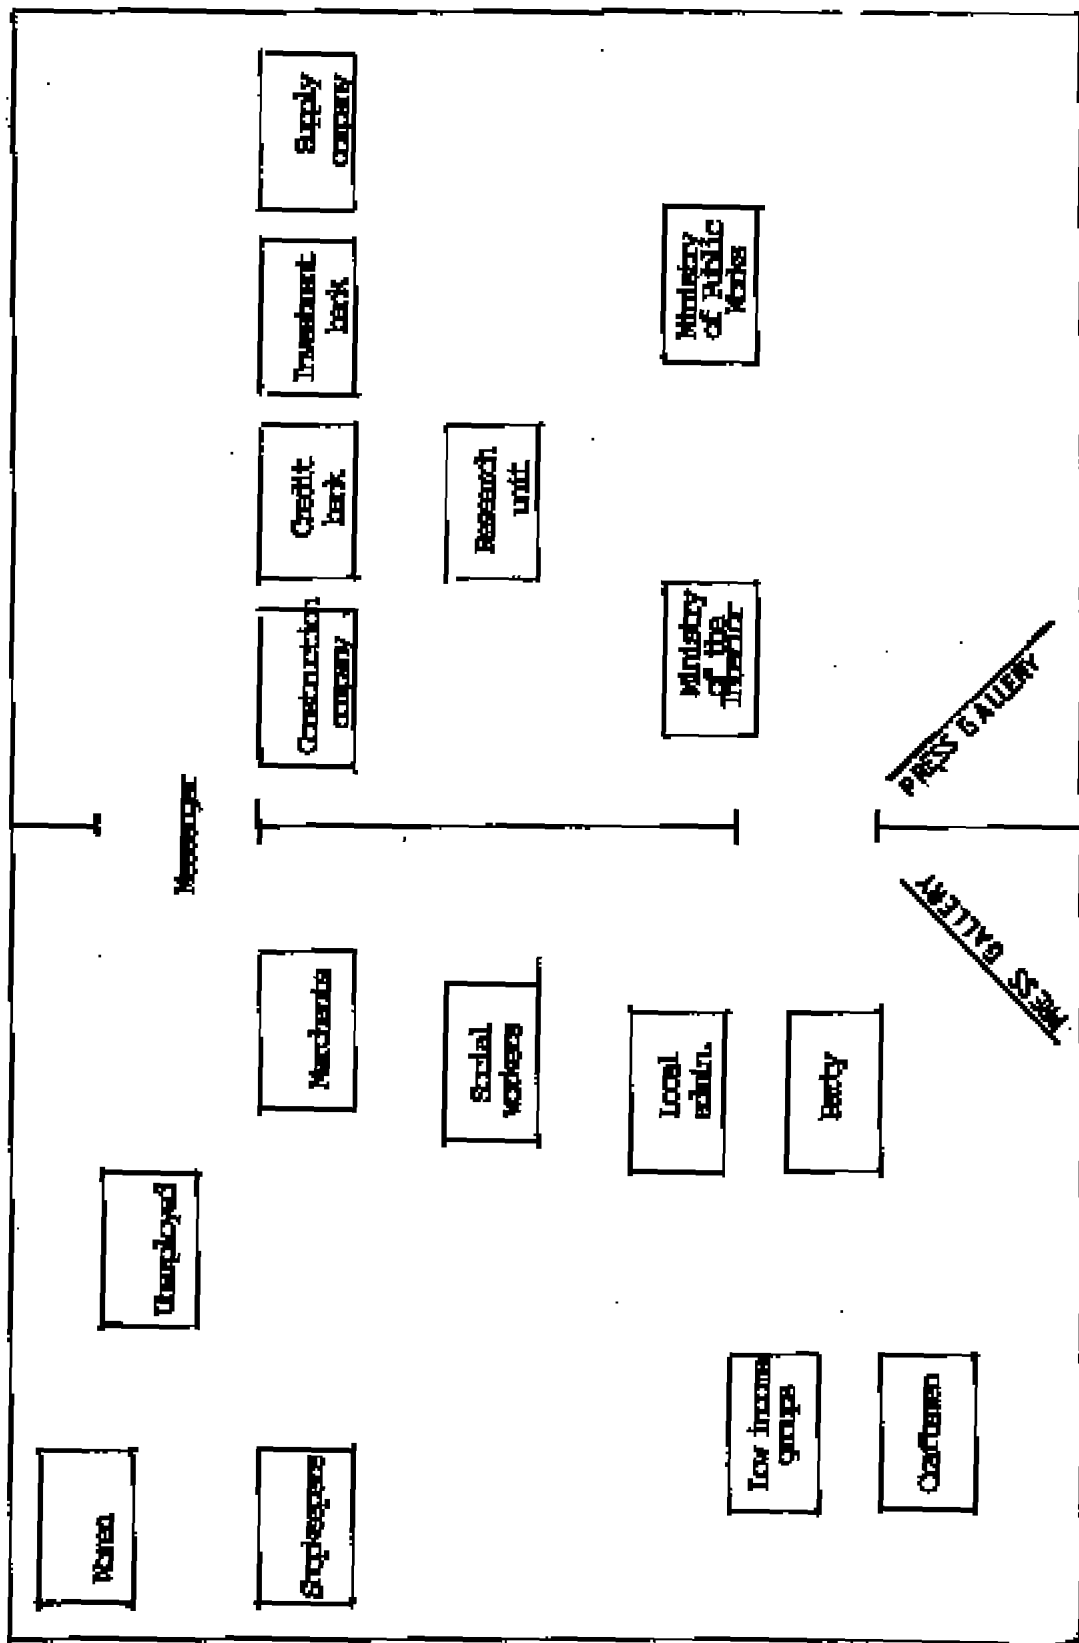 Women
Unemployed
Messenger
Shopkeepers
Merchants
Construction
company
Credit
bank
Investment
bank
Supply
company
Social
workers
Research
unit
Local
admin.
Ministry
of the
Interior
Ministry
of Public
Works
Low income
groups
Party
Craftsmen
PRESS GALLERY
PRESS GALLERY